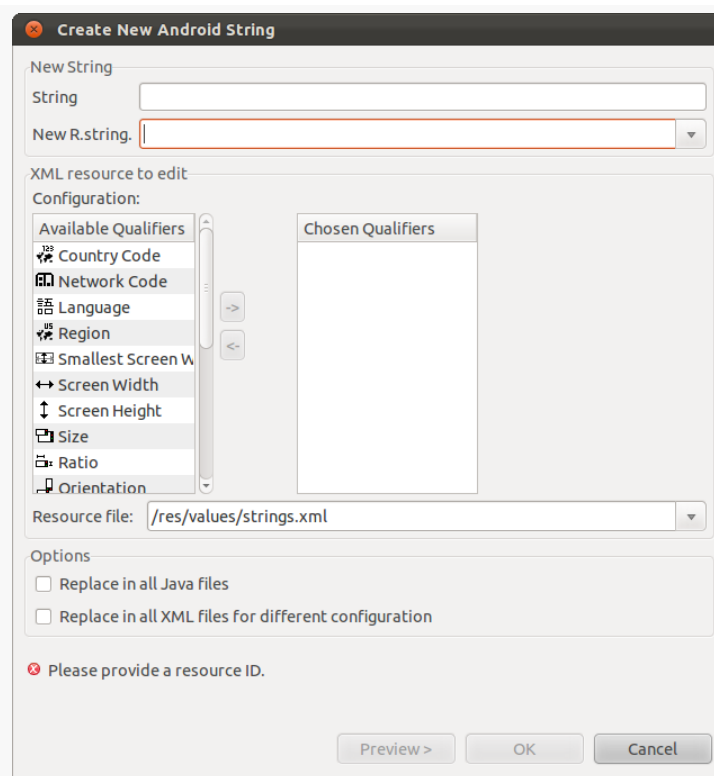 Create New Android String
New String
String
New R.string.
XML resource to edit
Configuration:
Available Qualifiers
Chosen Qualifiers
Country Code
Network Code
Language
Region
Smallest Screen W
Screen Width
Screen Height
Size
Ratio
Orientation
->
<-
Resource file: /res/values/strings.xml
Options
Replace in all Java files
Replace in all XML files for different configuration
Please provide a resource ID.
Preview > OK Cancel